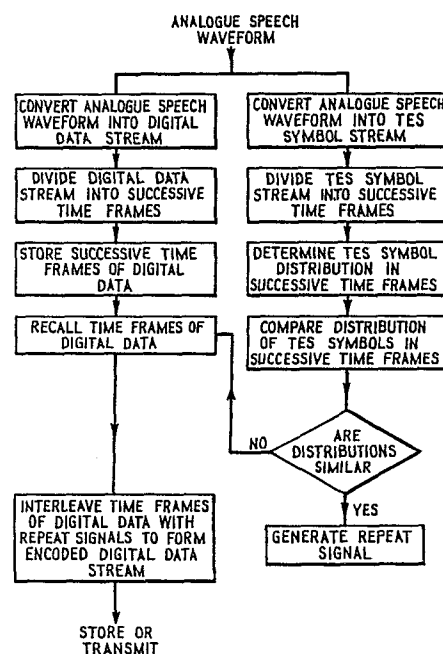 ANALOGUE SPEECH
WAVEFORM
CONVERT ANALOGUE SPEECH
WAVEFORM INTO DIGITAL
DATA STREAM
DIVIDE DIGITAL DATA
STREAM INTO SUCCESSIVE
TIME FRAMES
STORE SUCCESSIVE TIME
FRAMES OF DIGITAL
DATA
RECALL TIME FRAMES OF
DIGITAL DATA
INTERLEAVE TIME FRAMES
OF DIGITAL DATA WITH
REPEAT SIGNALS TO FORM
ENCODED DIGITAL DATA
STREAM
STORE OR
TRANSMIT
CONVERT ANALOGUE SPEECH
WAVEFORM INTO TES
SYMBOL STREAM
DIVIDE TES SYMBOL
STREAM INTO SUCCESSIVE
TIME FRAMES
DETERMINE TES SYMBOL
DISTRIBUTION IN
SUCCESSIVE TIME FRAMES
COMPARE DISTRIBUTION
OF TES SYMBOLS IN
SUCCESSIVE TIME FRAMES
ARE
DISTRIBUTIONS
SIMILAR
NO
YES
GENERATE REPEAT
SIGNAL